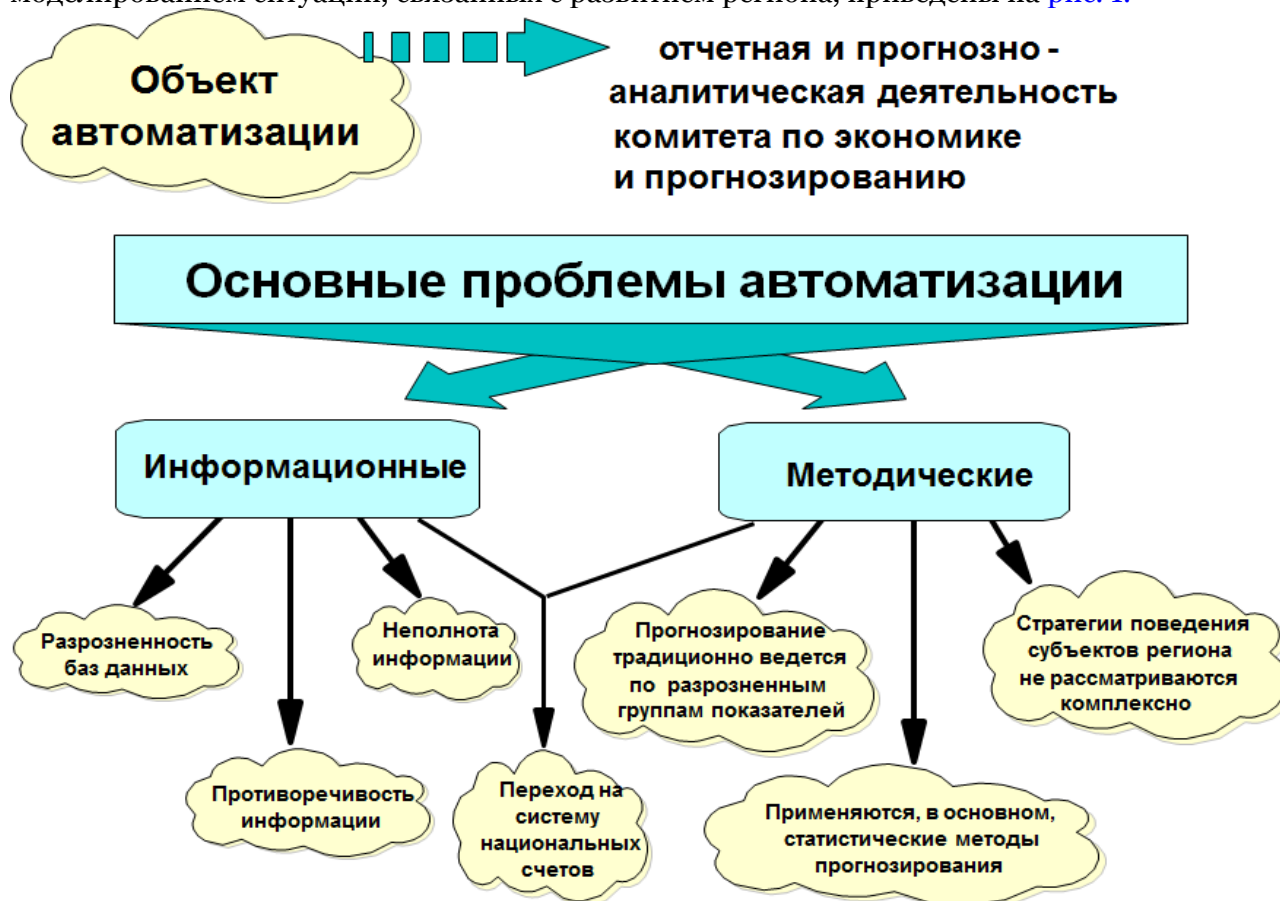 моделированием ситуаций, связанных с развитием региона, приведены на рис. 1.
Объект
автоматизации
отчетная и прогнозно -
аналитическая деятельность
комитета по экономике
и прогнозированию
Основные проблемы автоматизации
Информационные
Методические
Разрозненность
баз данных
Неполнота
информации
Прогнозирование
традиционно ведется
по разрозненным
группам показателей
Стратегии поведения
субъектов региона
не рассматриваются
комплексно
Противоречивость
информации
Переход на
систему
национальных
счетов
Применяются, в основном,
статистические методы
прогнозирования